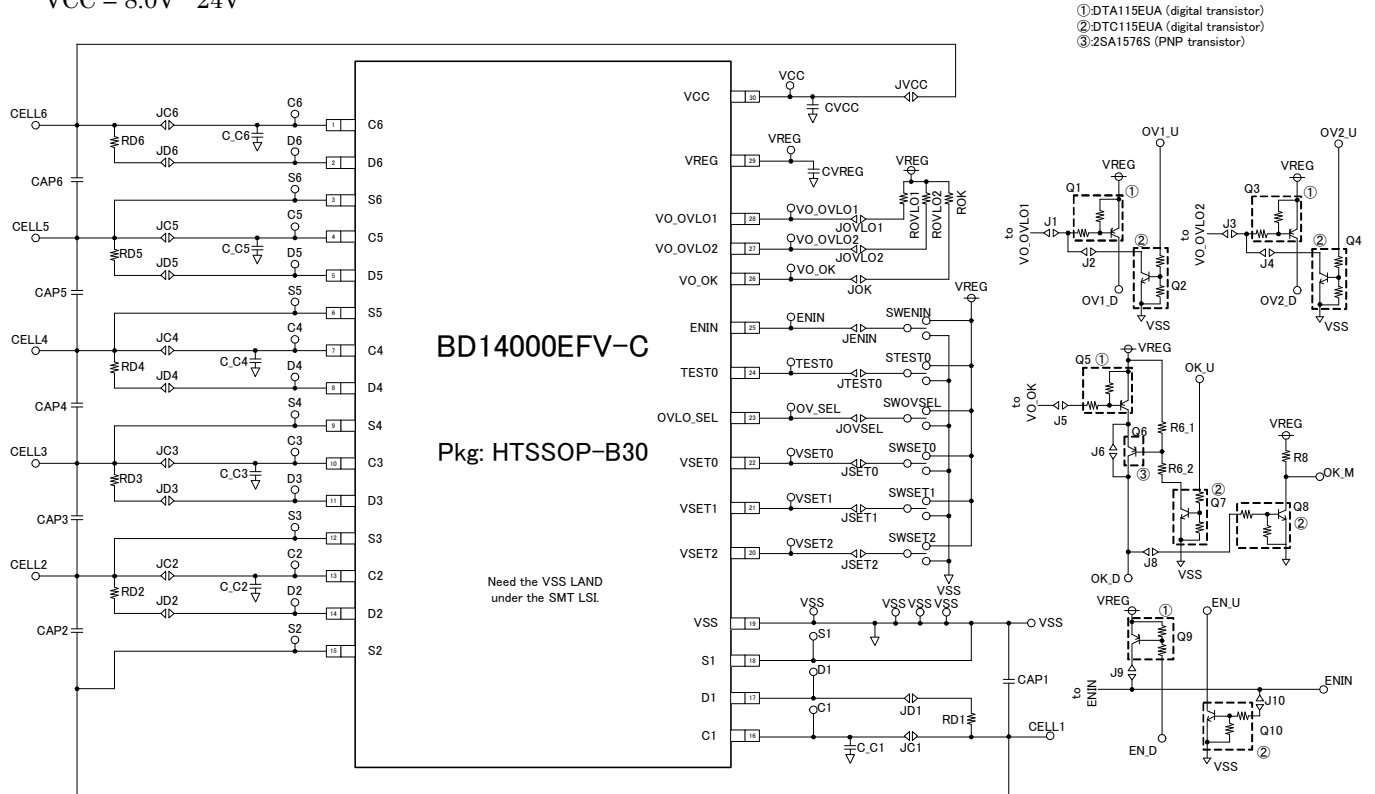 VCC = 8.0V 24V
①:DTA115EUA (digital transistor)
②:DTC115EUA (digital transistor)
③:2SA1576S (PNP transistor)
BD14000EFV-C
Pkg: HTSSOP-B30
Need the VSS LAND
under the SMT LSI.
CELL6
JC6
C6
C_C6
RD6
JD6
D6
1 C6
2 D6
CAP6
S6
3 S6
CELL5
JC5
C5
C_C5
4 C5
RD5
JD5
D5
5 D5
CAP5
S5
6 S5
CELL4
JC4
C4
C_C4
7 C4
RD4
JD4
D4
8 D4
CAP4
S4
9 S4
CELL3
JC3
C3
C_C3
10 C3
RD3
JD3
D3
11 D3
CAP3
S3
12 S3
CELL2
JC2
C2
C_C2
13 C2
RD2
JD2
D2
14 D2
CAP2
S2
15 S2
VCC 30
VCC
CVCC
JVCC
VREG 29
VREG
CVREG
VREG
VO_OVLO1 28
VO_OVLO1
JOVLO1
ROVLO1
ROVLO2
ROK
VO_OVLO2 27
VO_OVLO2
JOVLO2
VO_OK 26
VO_OK
JOK
VREG
ENIN 25
ENIN
JENIN
SWENIN
TEST0 24
TEST0
JTEST0
STEST0
OVLO_SEL 23
OV_SEL
JOVSEL
SWOVSEL
VSET0 22
VSET0
JSET0
SWSET0
VSET1 21
VSET1
JSET1
SWSET1
VSET2 20
VSET2
JSET2
SWSET2
VSS
VSS 19
VSS
VSS VSS VSS
VSS
S1 18
S1
D1 17
D1
JD1
RD1
CAP1
C1 16
C1
C_C1
JC1
CELL1
OV1_U
VREG
Q1
①
to
VO_OVLO1
J1
J2
②
Q2
OV1_D
VSS
OV2_U
VREG
Q3
①
to
VO_OVLO2
J3
J4
②
Q4
OV2_D
VSS
VREG
Q5 ①
OK_U
to
VO_OK
J5
Q6
J6
③
R6_1
R6_2
②
Q7
VSS
VREG
R8
OK_M
Q8
②
J8
OK_D
VREG
①
Q9
EN_U
J9
to
ENIN
ENIN
J10
EN_D
Q10
②
VSS